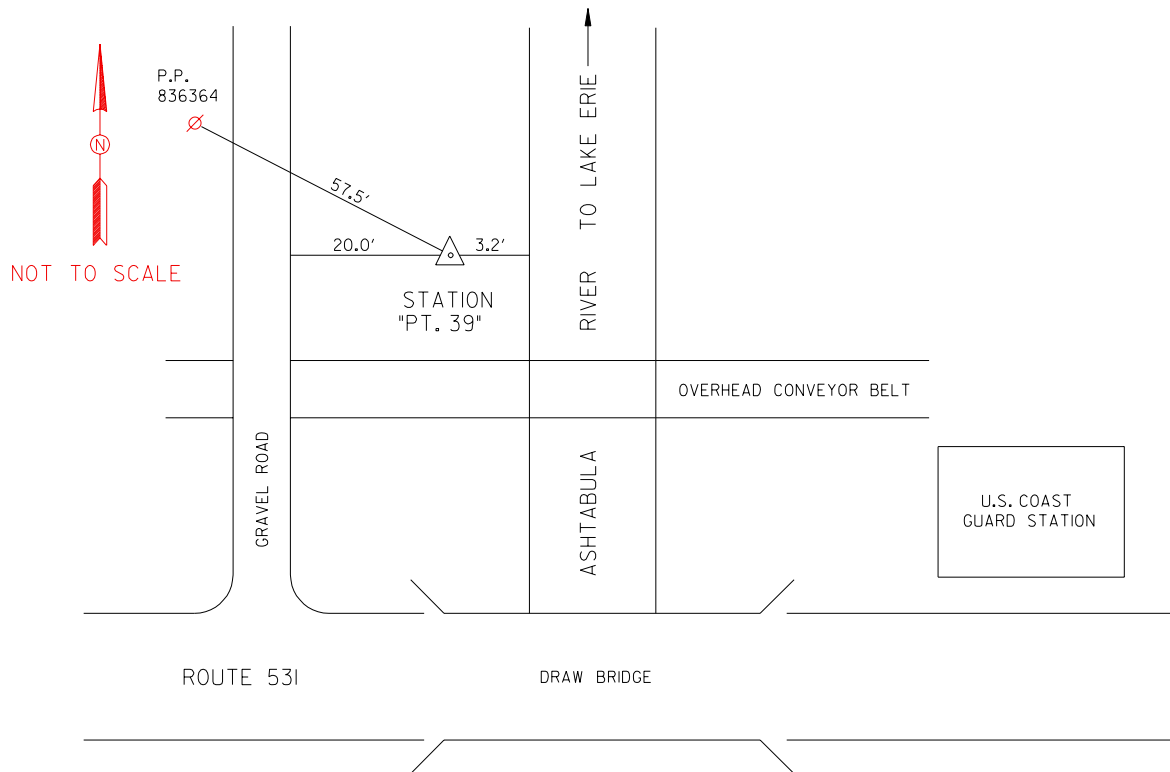 P.P.
836364
N
NOT TO SCALE
57.5'
20.0'
3.2'
STATION
"PT. 39"
RIVER TO LAKE ERIE
OVERHEAD CONVEYOR BELT
GRAVEL ROAD
ASHTABULA
U.S. COAST
GUARD STATION
ROUTE 531
DRAW BRIDGE